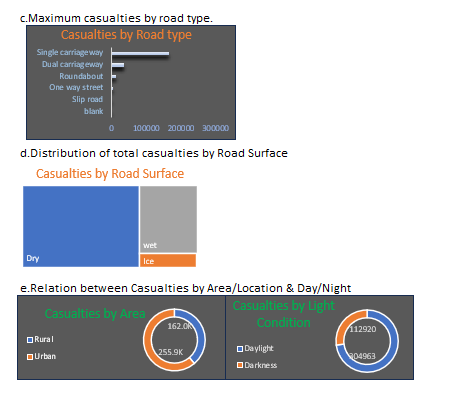 c.Maximum casualties by road type.
Casualties by Road type
Single carriageway
Dual carriageway
Roundabout
One way street
Slip road
blank
0 100000 200000 300000
d.Distribution of total casualties by Road Surface
Casualties by Road Surface
Dry
wet
Ice
e.Relation between Casualties by Area/Location & Day/Night
Casualties by Area
Rural
Urban
162.0K
255.9K
Casualties by Light
Condition
Daylight
Darkness
112920
304963